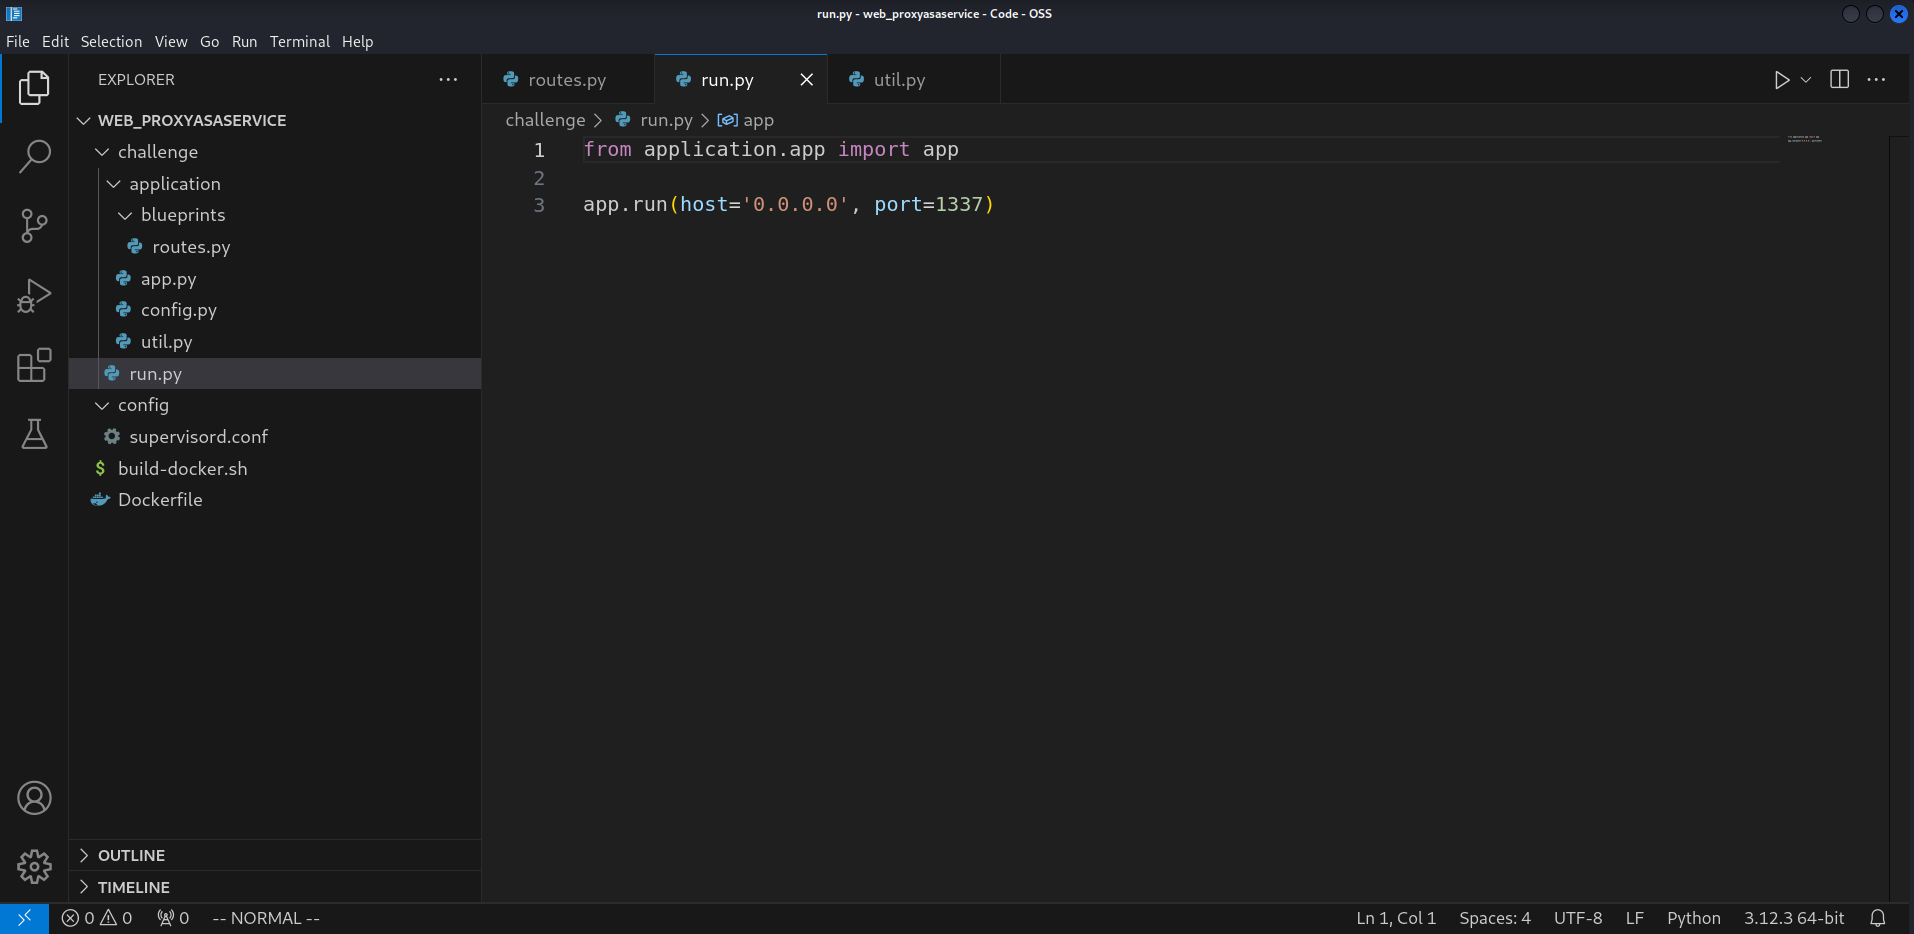 run.py - web_proxyasaservice - Code - OSS
File Edit Selection View Go Run Terminal Help
EXPLORER
WEB_PROXYASASERVICE
challenge
application
blueprints
routes.py
app.py
config.py
util.py
run.py
config
supervisord.conf
build-docker.sh
Dockerfile
OUTLINE
TIMELINE
routes.py run.py util.py
challenge > run.py > app
1 from application.app import app
2
3 app.run(host='0.0.0.0', port=1337)
0 0 0 -- NORMAL -- Ln 1, Col 1 Spaces: 4 UTF-8 LF Python 3.12.3 64-bit